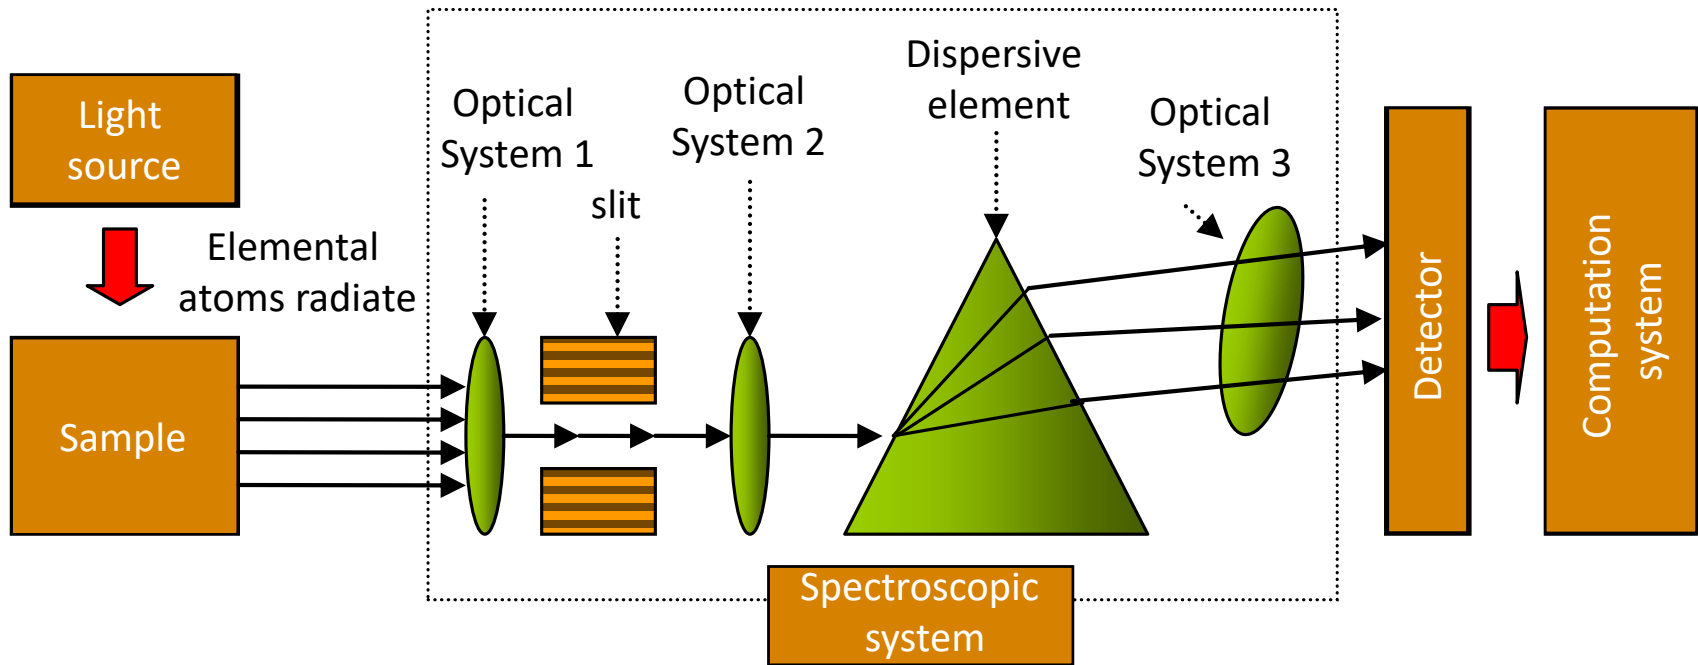 Light
source
Elemental
atoms radiate
Sample
Optical
System 1
slit
Optical
System 2
Dispersive
element
Optical
System 3
Spectroscopic
system
Detector
Computation
system